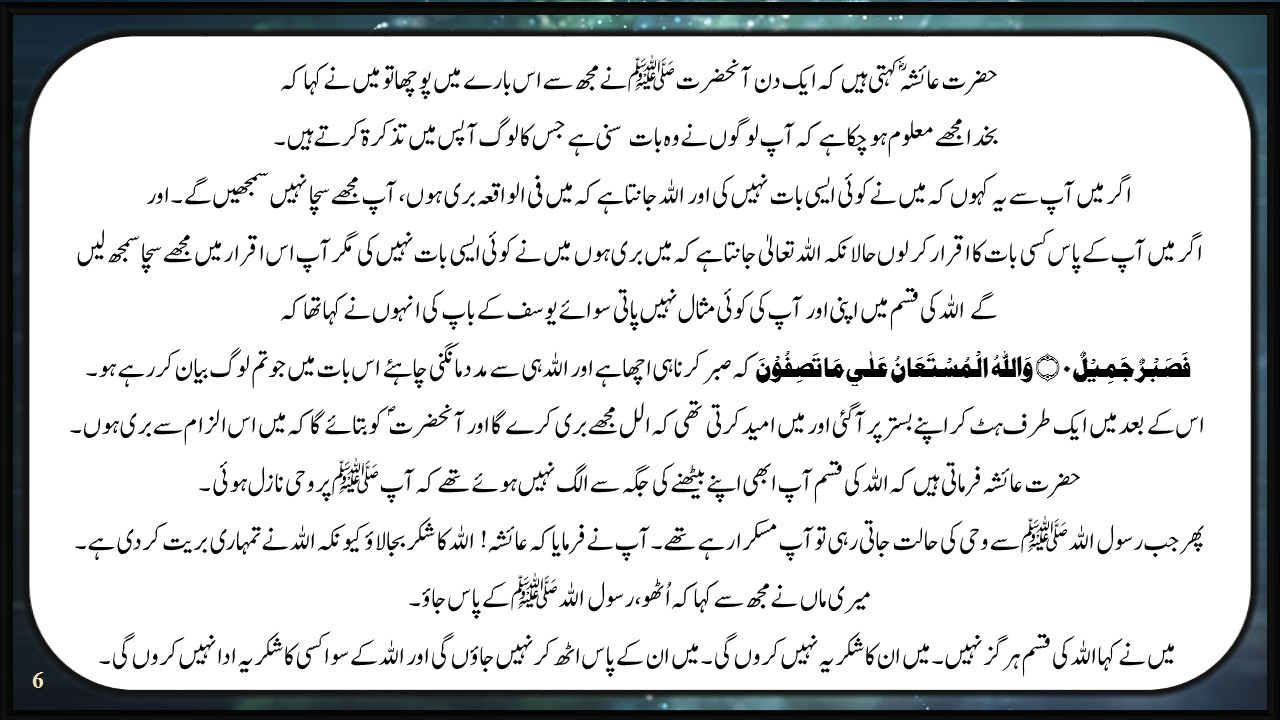 حضرت عائشہ ؓ کہتی ہیں کہ ایک دن آنحضرت ﷺ نے مجھ سے اس بارے میں پوچھا تو میں نے کہا کہ
بخدا مجھے معلوم ہو چکا ہے کہ آپ لوگوں نے وہ بات سنی ہے جس کا لوگ آپس میں تذکرۃ کرتے ہیں۔
اگر میں آپ سے یہ کہوں کہ میں نے کوئی ایسی بات نہیں کی اور اللہ جانتا ہے کہ میں فی الواقعہ بری ہوں، آپ مجھے سچا نہیں سمجھیں گے۔ اور
اگر میں آپ کے پاس کسی بات کا اقرار کرلوں حالانکہ اللہ تعالیٰ جانتا ہے کہ میں بری ہوں میں نے کوئی ایسی بات نہیں کی مگر آپ اس اقرار میں مجھے سچا سمجھ لیں
گے اللہ کی قسم میں اپنی اور آپ کی کوئی مثال نہیں پاتی سوائے یوسف کے باپ کی انہوں نے کہا تھا کہ
فَصَبْرٌ جَمِيْلٌ۰ۭ وَاللہُ الْمُسْتَعَانُ عَلٰي مَا تَصِفُوْنَ کہ صبر کرنا ہی اچھا ہے اور اللہ ہی سے مدد مانگنی چاہئے اس بات میں جو تم لوگ بیان کر رہے ہو۔
اس کے بعد میں ایک طرف ہٹ کر اپنے بستر پر آگئی اور میں امید کرتی تھی کہ الل مجھے بری کرے گا اور آنحضرتؐ کو بتائے گا کہ میں اس الزام سے بری ہوں۔
حضرت عائشہ فرماتی ہیں کہ اللہ کی قسم آپ ابھی اپنے بیٹھنے کی جگہ سے الگ نہیں ہوئے تھے کہ آپ ﷺ پر وحی نازل ہوئی۔
پھر جب رسول اللہ ﷺ سے وحی کی حالت جاتی رہی تو آپ مسکرا رہے تھے۔ آپ نے فرمایا کہ عائشہ! اللہ کا شکر بجالاؤ کیونکہ اللہ نے تمہاری بریت کر دی ہے۔
میری ماں نے مجھ سے کہا کہ اُٹھو، رسول اللہ ﷺ کے پاس جاؤ۔
میں نے کہا اللہ کی قسم ہرگز نہیں۔ میں ان کا شکریہ نہیں کروں گی۔ میں ان کے پاس اٹھ کر نہیں جاؤں گی اور اللہ کے سوا کسی کا شکریہ ادا نہیں کروں گی۔
6